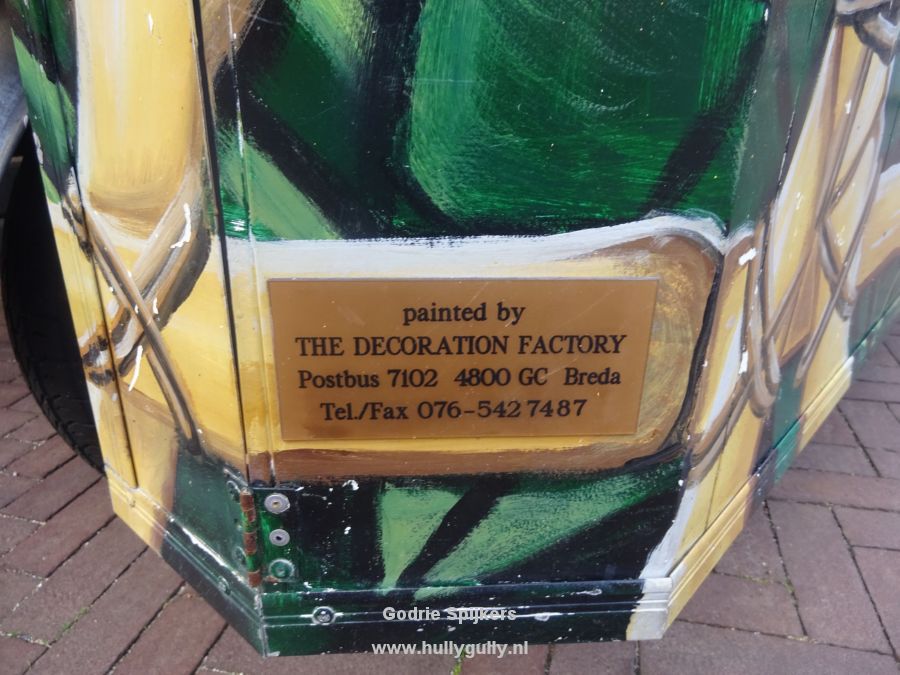 painted by
THE DECORATION FACTORY
Postbus 7102 4800 GC Breda
Tel./Fax 076-542 7487
Godrie Spijkers
www.hullygully.nl